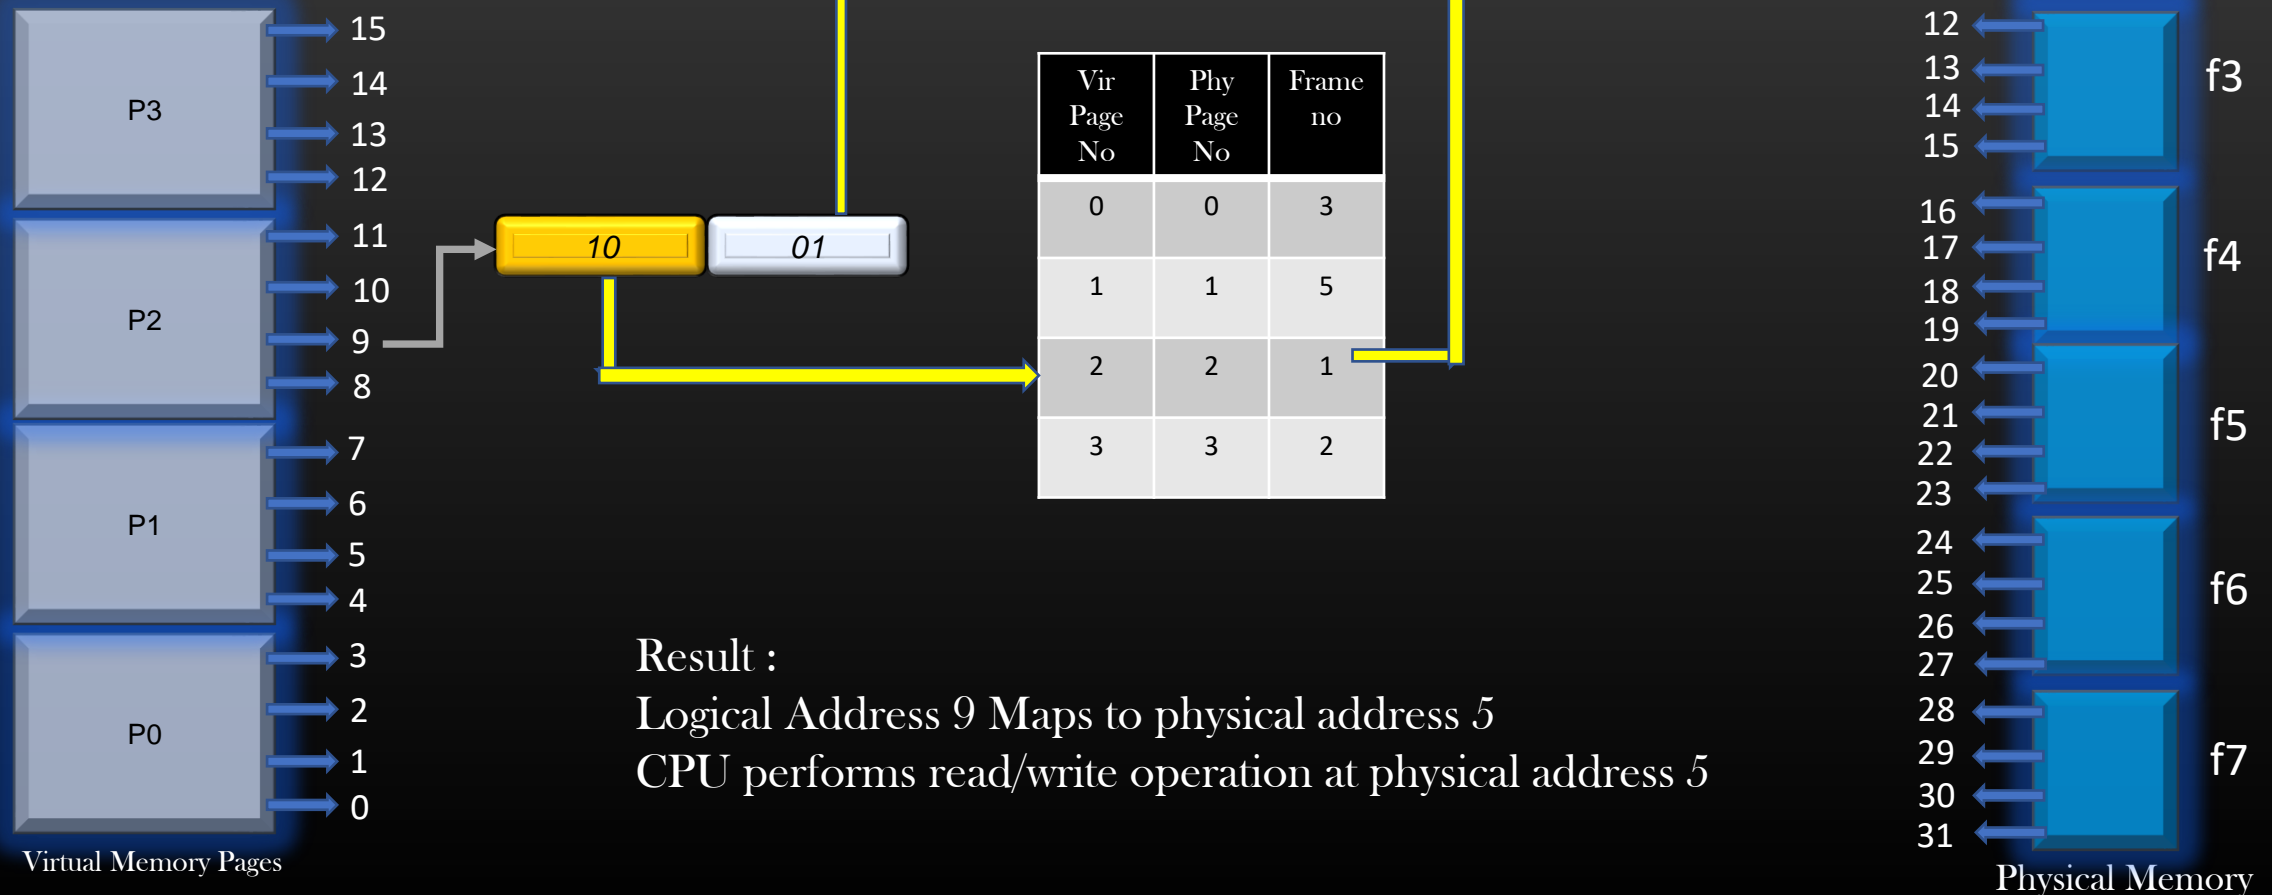 P3
15
14
13
12
P2
11
10
9
8
P1
7
6
5
4
P0
3
2
1
0
Virtual Memory Pages
10 01
Vir Page No Phy Page No Frame no
0 0 3
1 1 5
2 2 1
3 3 2
Result :
Logical Address 9 Maps to physical address 5
CPU performs read/write operation at physical address 5
12
13
14
15
f3
16
17
18
19
f4
20
21
22
23
f5
24
25
26
27
f6
28
29
30
31
f7
Physical Memory